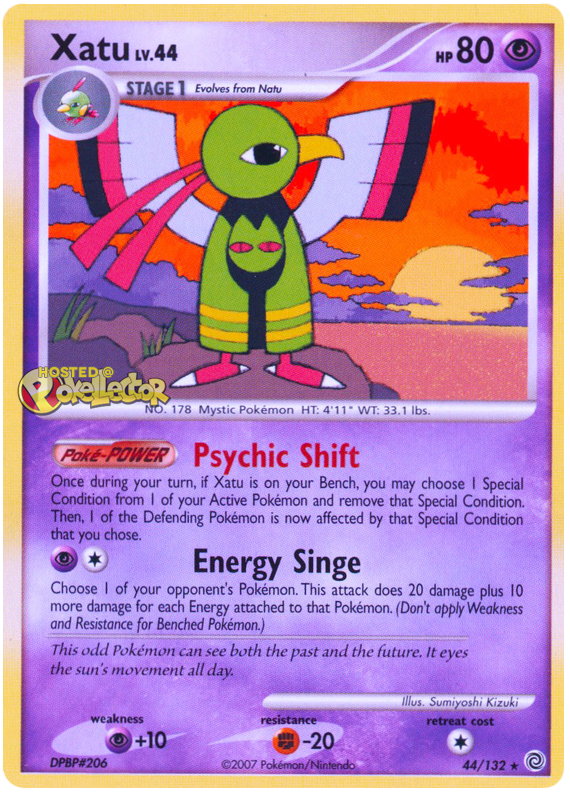 Xatu LV.44
HP 80
STAGE 1 Evolves from Natu
HOSTED @
Pokellector
NO. 178 Mystic Pokémon HT: 4'11" WT: 33.1 lbs.
Poké-POWER Psychic Shift
Once during your turn, if Xatu is on your Bench, you may choose 1 Special
Condition from 1 of your Active Pokémon and remove that Special Condition.
Then, 1 of the Defending Pokémon is now affected by that Special Condition
that you chose.
Energy Singe
Choose 1 of your opponent's Pokémon. This attack does 20 damage plus 10
more damage for each Energy attached to that Pokémon. (Don't apply Weakness
and Resistance for Benched Pokémon.)
This odd Pokémon can see both the past and the future. It eyes
the sun's movement all day.
Illus. Sumiyoshi Kizuki
weakness resistance retreat cost
+10 -20
DPBP#206 ©2007 Pokémon/Nintendo 44/132